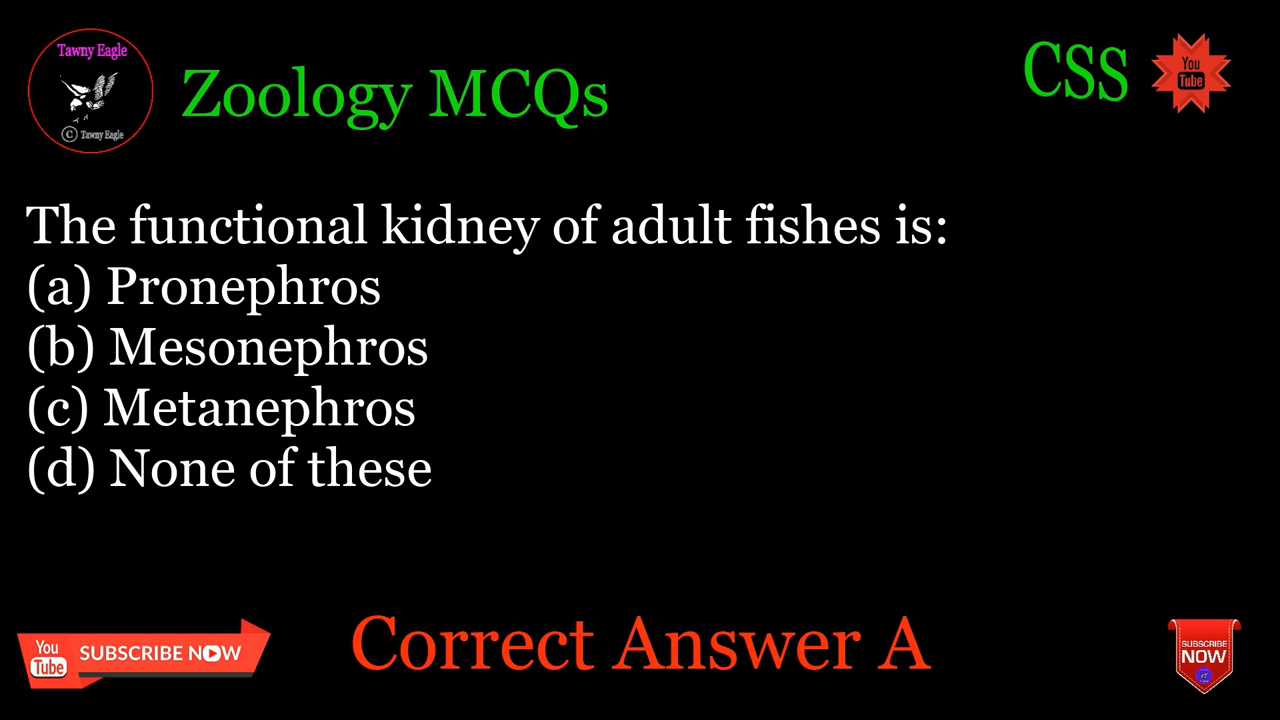 Tawny Eagle
© Tawny Eagle
Zoology MCQs
CSS
You
Tube
The functional kidney of adult fishes is:
(a) Pronephros
(b) Mesonephros
(c) Metanephros
(d) None of these
You
Tube
SUBSCRIBE NOW
Correct Answer A
SUBSCRIBE
NOW